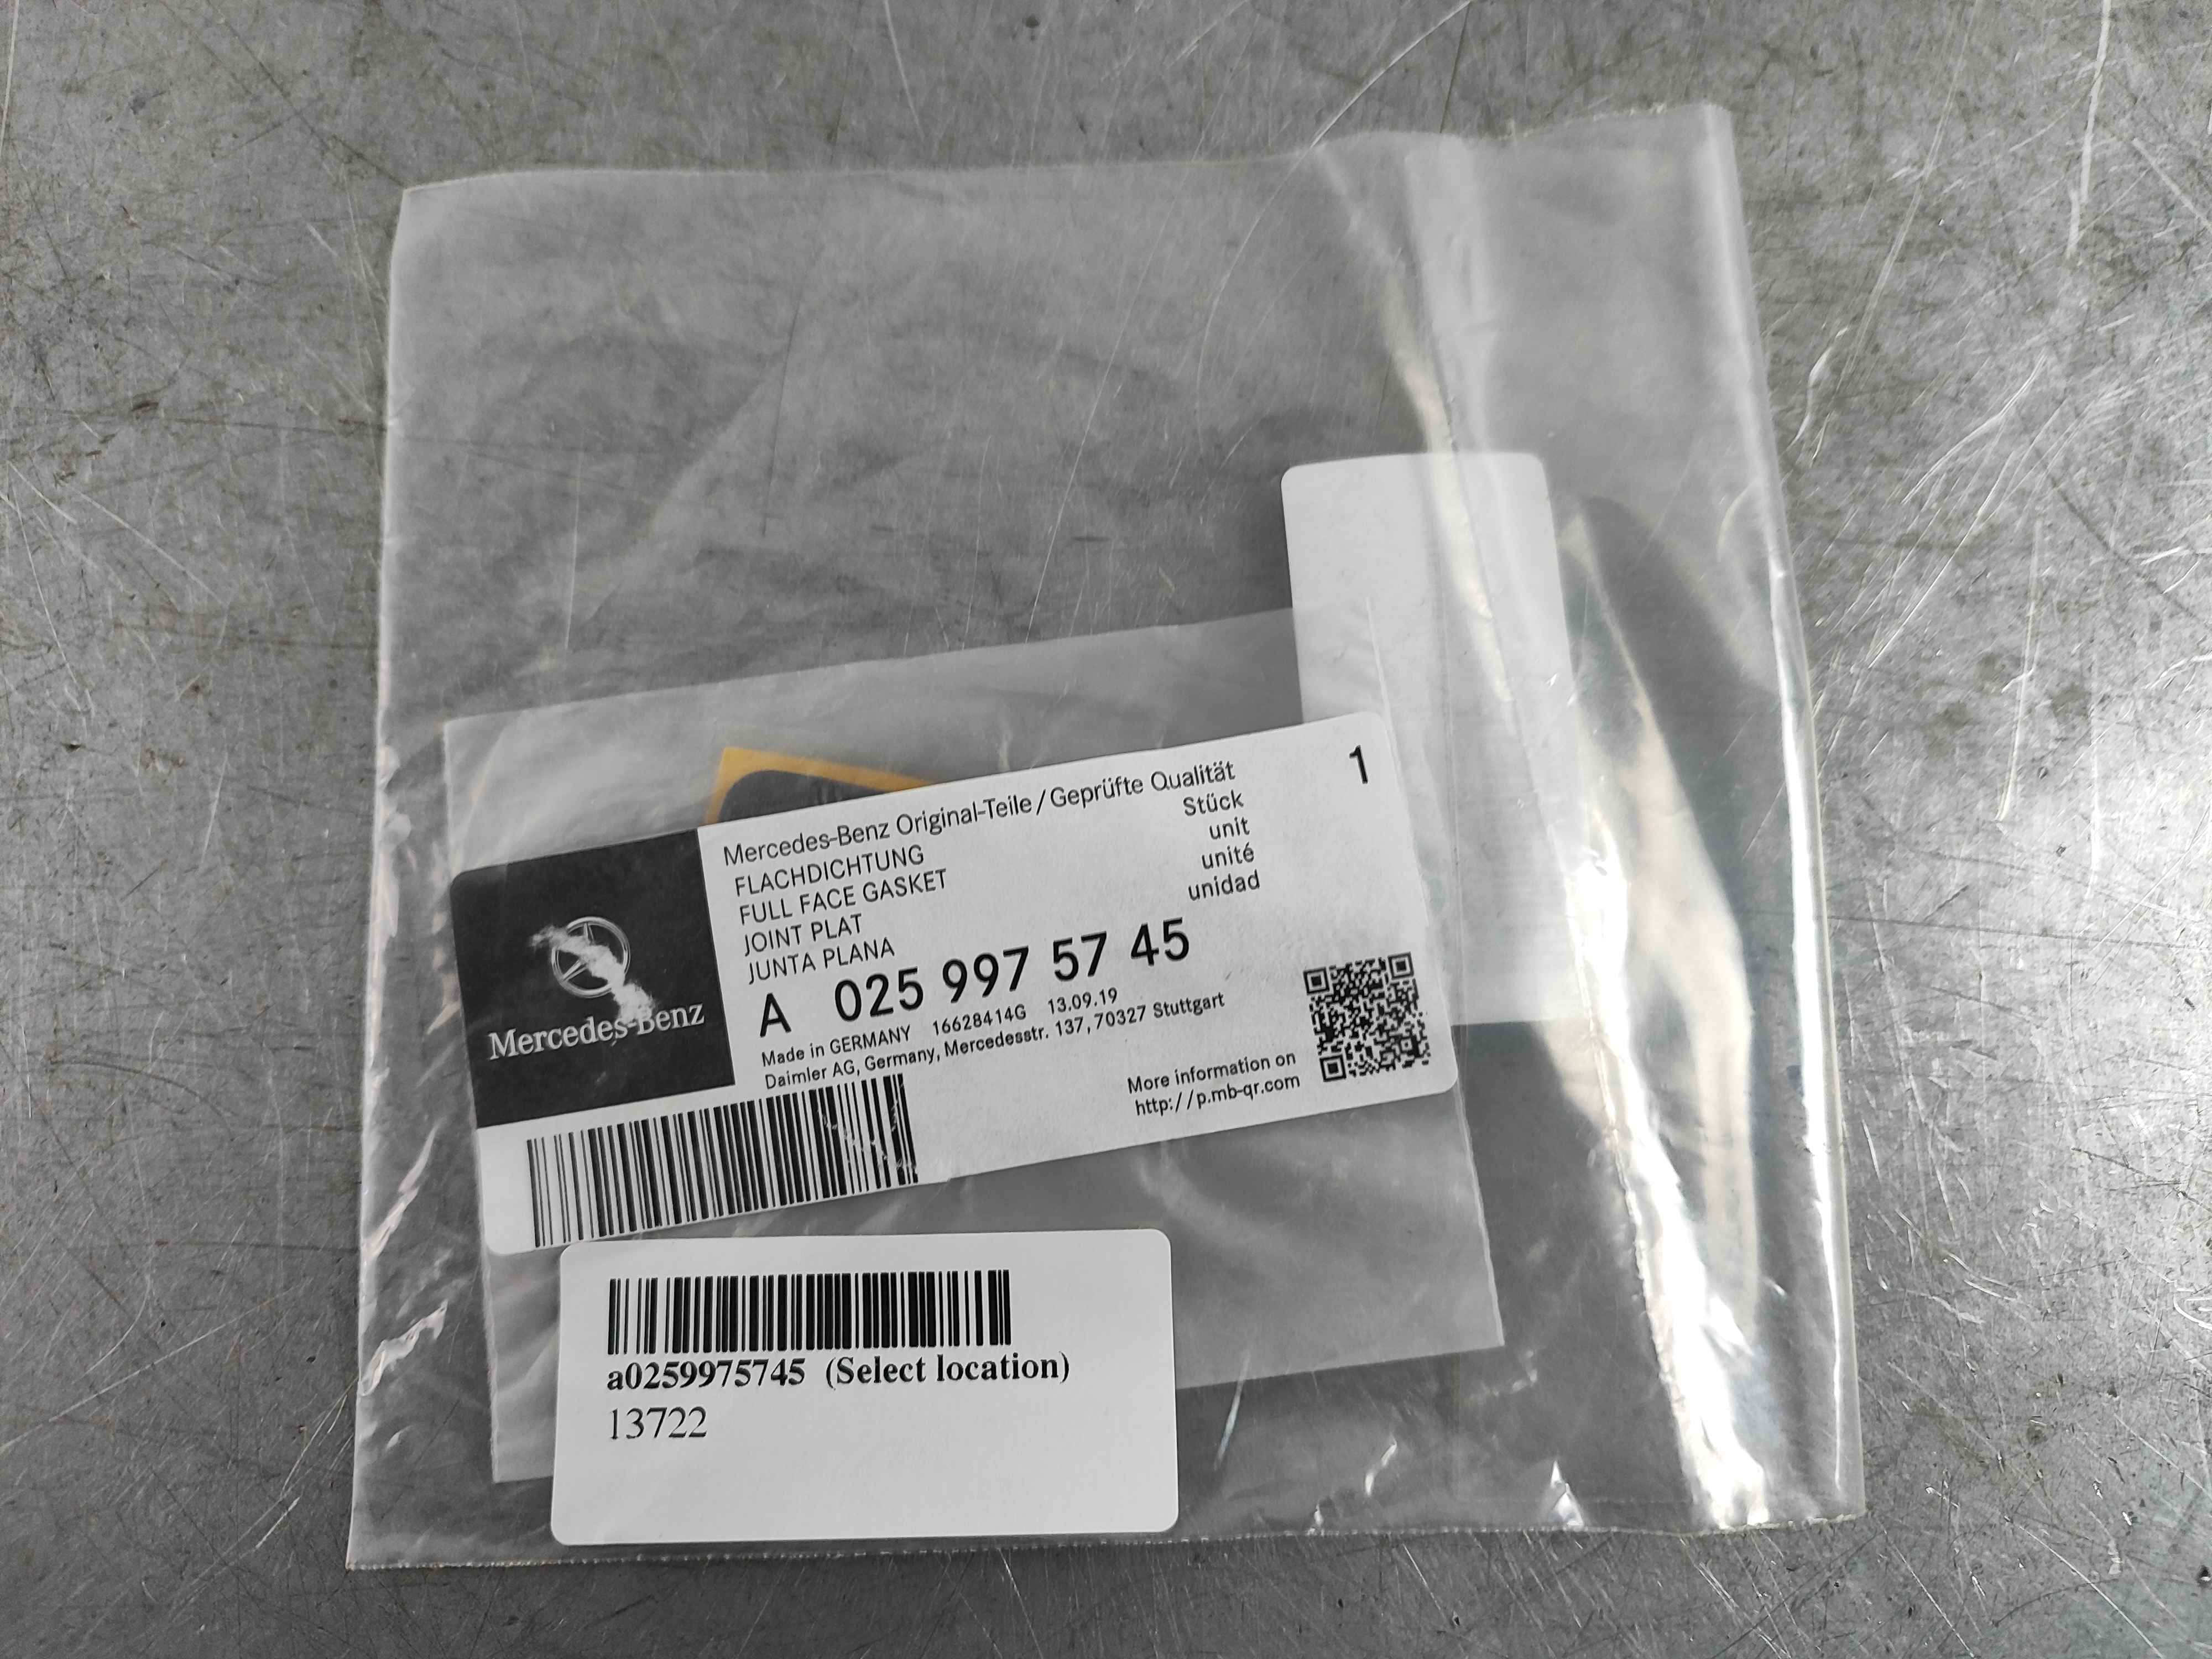 Mercedes-Benz Original-Teile / Geprüfte Qualität 1
FLACHDICHTUNG Stück
FULL FACE GASKET unit
JOINT PLAT unité
JUNTA PLANA unidad
A 025 997 57 45
Made in GERMANY 16628414G 13.09.19
Daimler AG, Germany, Mercedesstr. 137, 70327 Stuttgart
More information on
http://p.mb-qr.com
Mercedes-Benz
a0259975745 (Select location)
13722